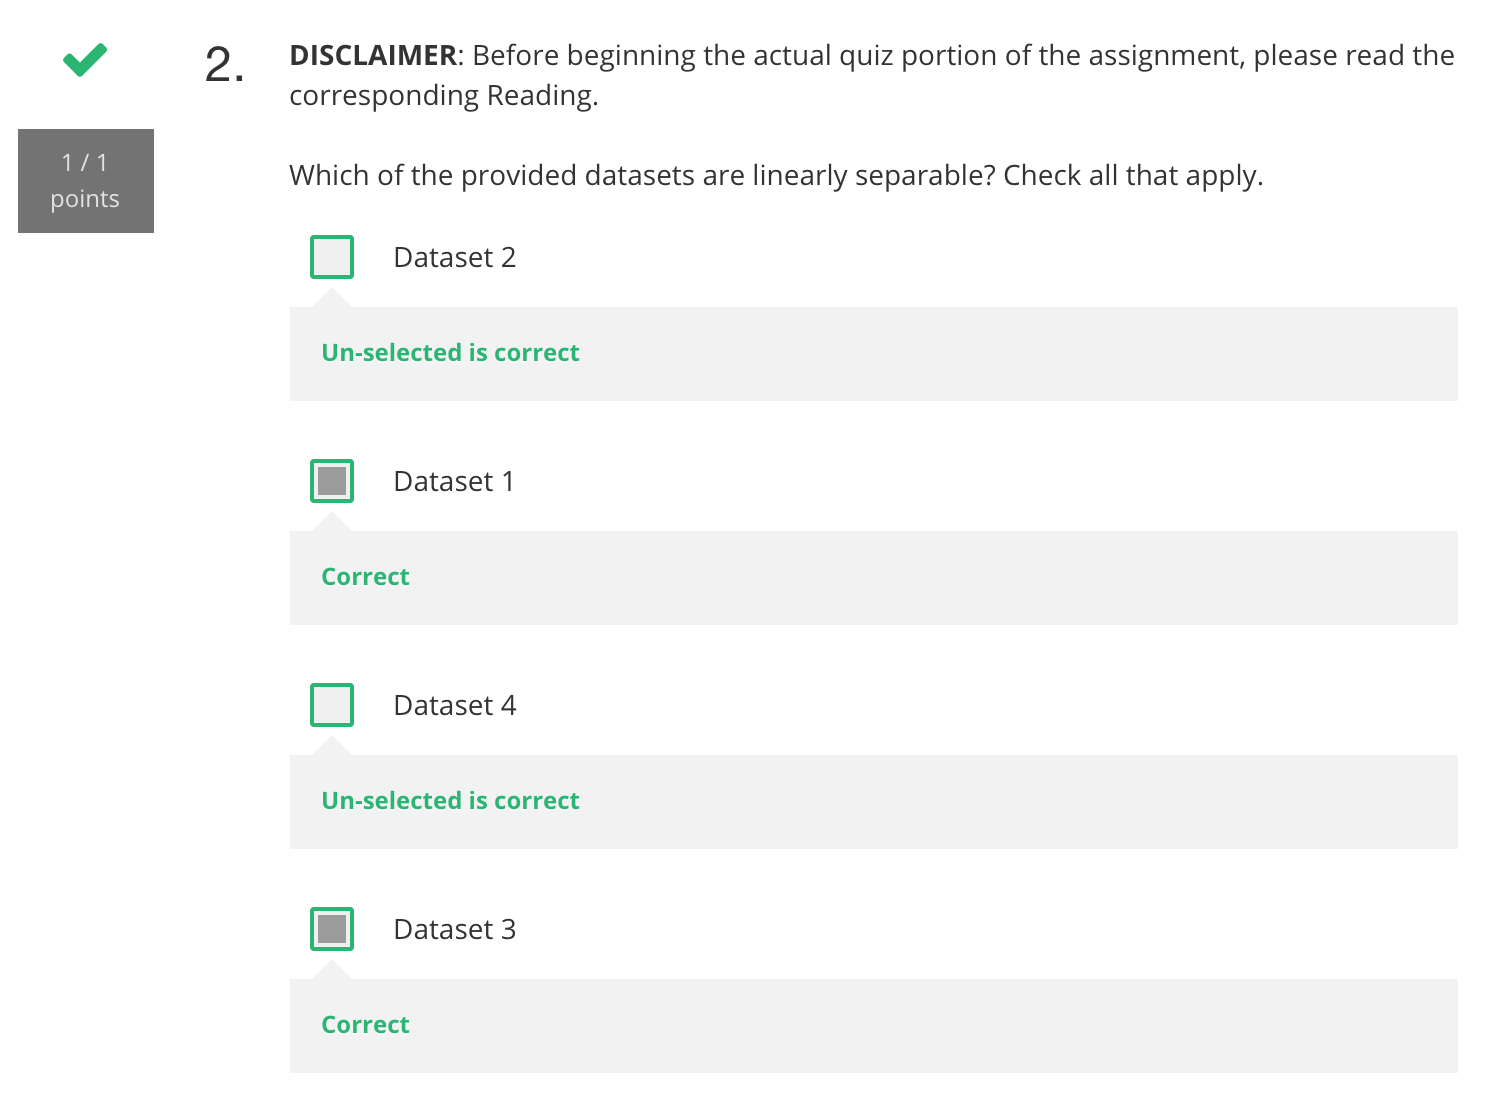 2.
DISCLAIMER: Before beginning the actual quiz portion of the assignment, please read the
corresponding Reading.
1 / 1
points
Which of the provided datasets are linearly separable? Check all that apply.
Dataset 2
Un-selected is correct
Dataset 1
Correct
Dataset 4
Un-selected is correct
Dataset 3
Correct